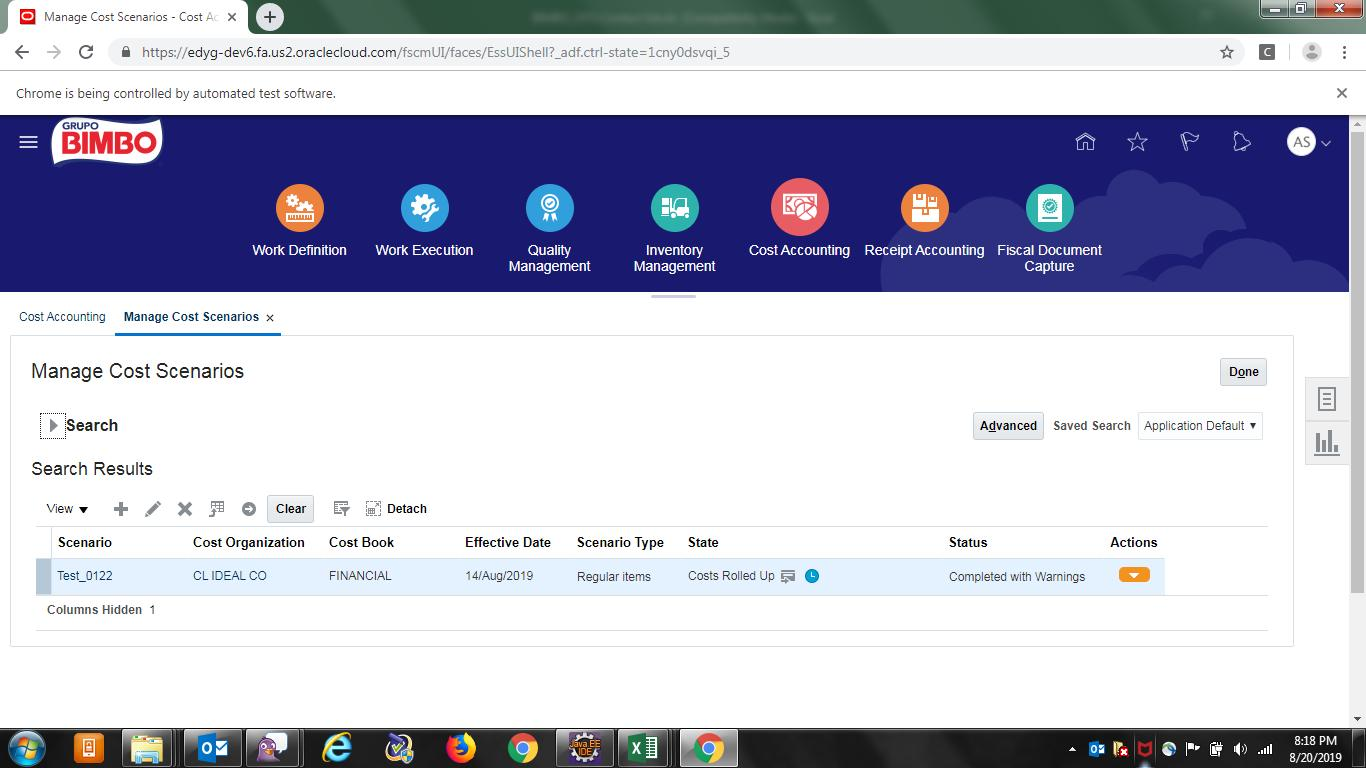 Manage Cost Scenarios - Cost Ac
https://edyg-dev6.fa.us2.oraclecloud.com/fscmUI/faces/EssUIShell?_adf.ctrl-state=1cny0dsvqi_5
C
Chrome is being controlled by automated test software.
GRUPO
BIMBO
AS
Work Definition
Work Execution
Quality
Management
Inventory
Management
Cost Accounting
Receipt Accounting
Fiscal Document
Capture
Cost Accounting
Manage Cost Scenarios
Manage Cost Scenarios
Done
Search
Advanced
Saved Search
Application Default
Search Results
View
Clear
Detach
Scenario Cost Organization Cost Book Effective Date Scenario Type State Status Actions
Test_0122 CL IDEAL CO FINANCIAL 14/Aug/2019 Regular items Costs Rolled Up Completed with Warnings
Columns Hidden 1
Java EE
IDE
8:18 PM
8/20/2019